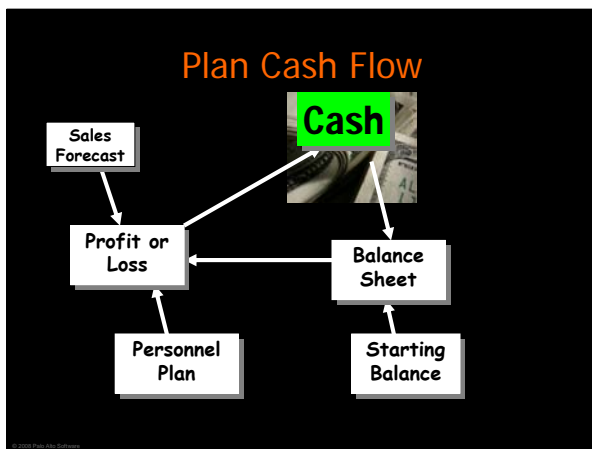 Plan Cash Flow
Cash
Sales
Forecast
Profit or
Loss
Balance
Sheet
Personnel
Plan
Starting
Balance
© 2008 Palo Alto Software